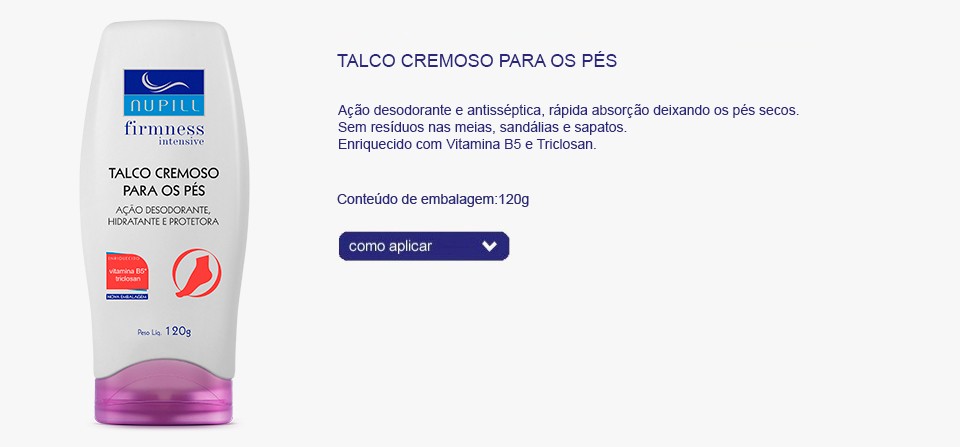 NUPILL
firmness
intensive
TALCO CREMOSO
PARA OS PÉS
AÇÃO DESODORANTE,
HIDRATANTE E PROTETORA
ENRIQUECIDO
vitamina B5*
triclosan
NOVA EMBALAGEM
Peso Líq. 120g
TALCO CREMOSO PARA OS PÉS
Ação desodorante e antisséptica, rápida absorção deixando os pés secos.
Sem resíduos nas meias, sandálias e sapatos.
Enriquecido com Vitamina B5 e Triclosan.
Conteúdo de embalagem:120g
como aplicar